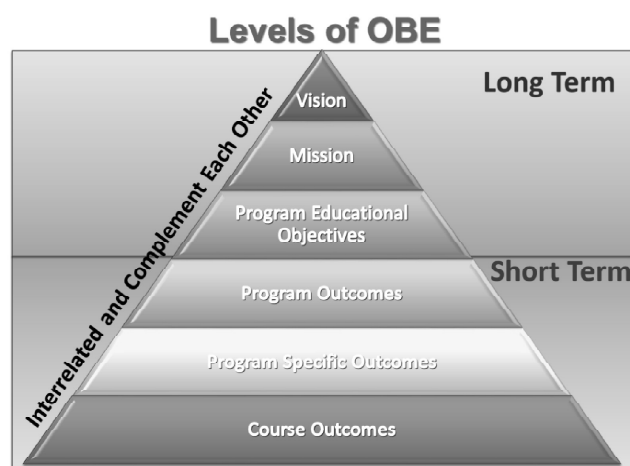 Levels of OBE
Long Term
Vision
Mission
Program Educational
Objectives
Interrelated and Complement Each Other
Short Term
Program Outcomes
Program Specific Outcomes
Course Outcomes